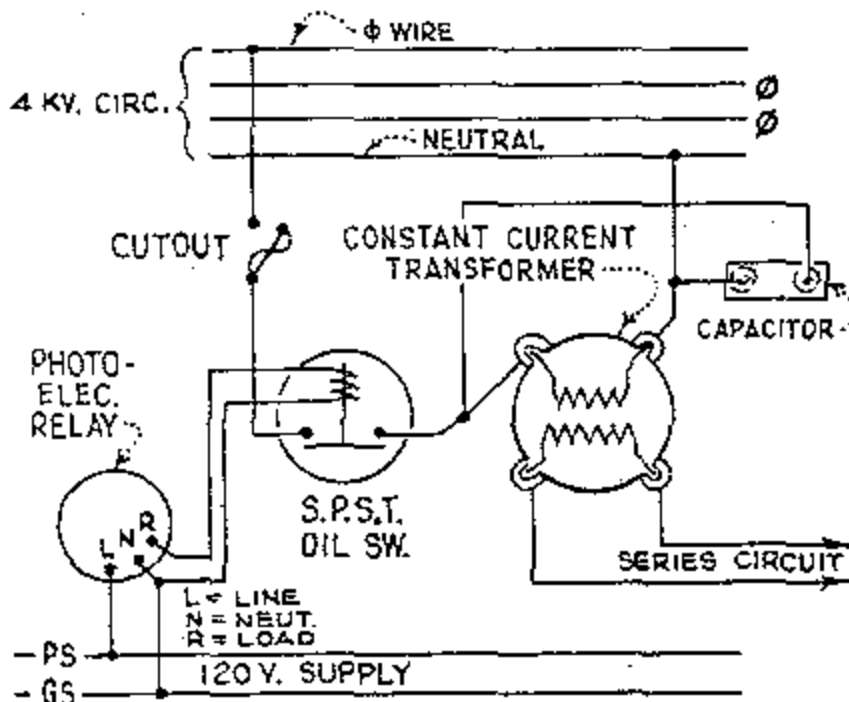 Φ WIRE
4 KV. CIRC.
Ø
Ø
NEUTRAL
CUTOUT
CONSTANT CURRENT
TRANSFORMER
CAPACITOR-
PHOTO-
ELEC.
RELAY
L N R
S.P.S.T.
OIL SW.
SERIES CIRCUIT
L = LINE
N = NEUT.
R = LOAD
-PS
120 V. SUPPLY
-GS